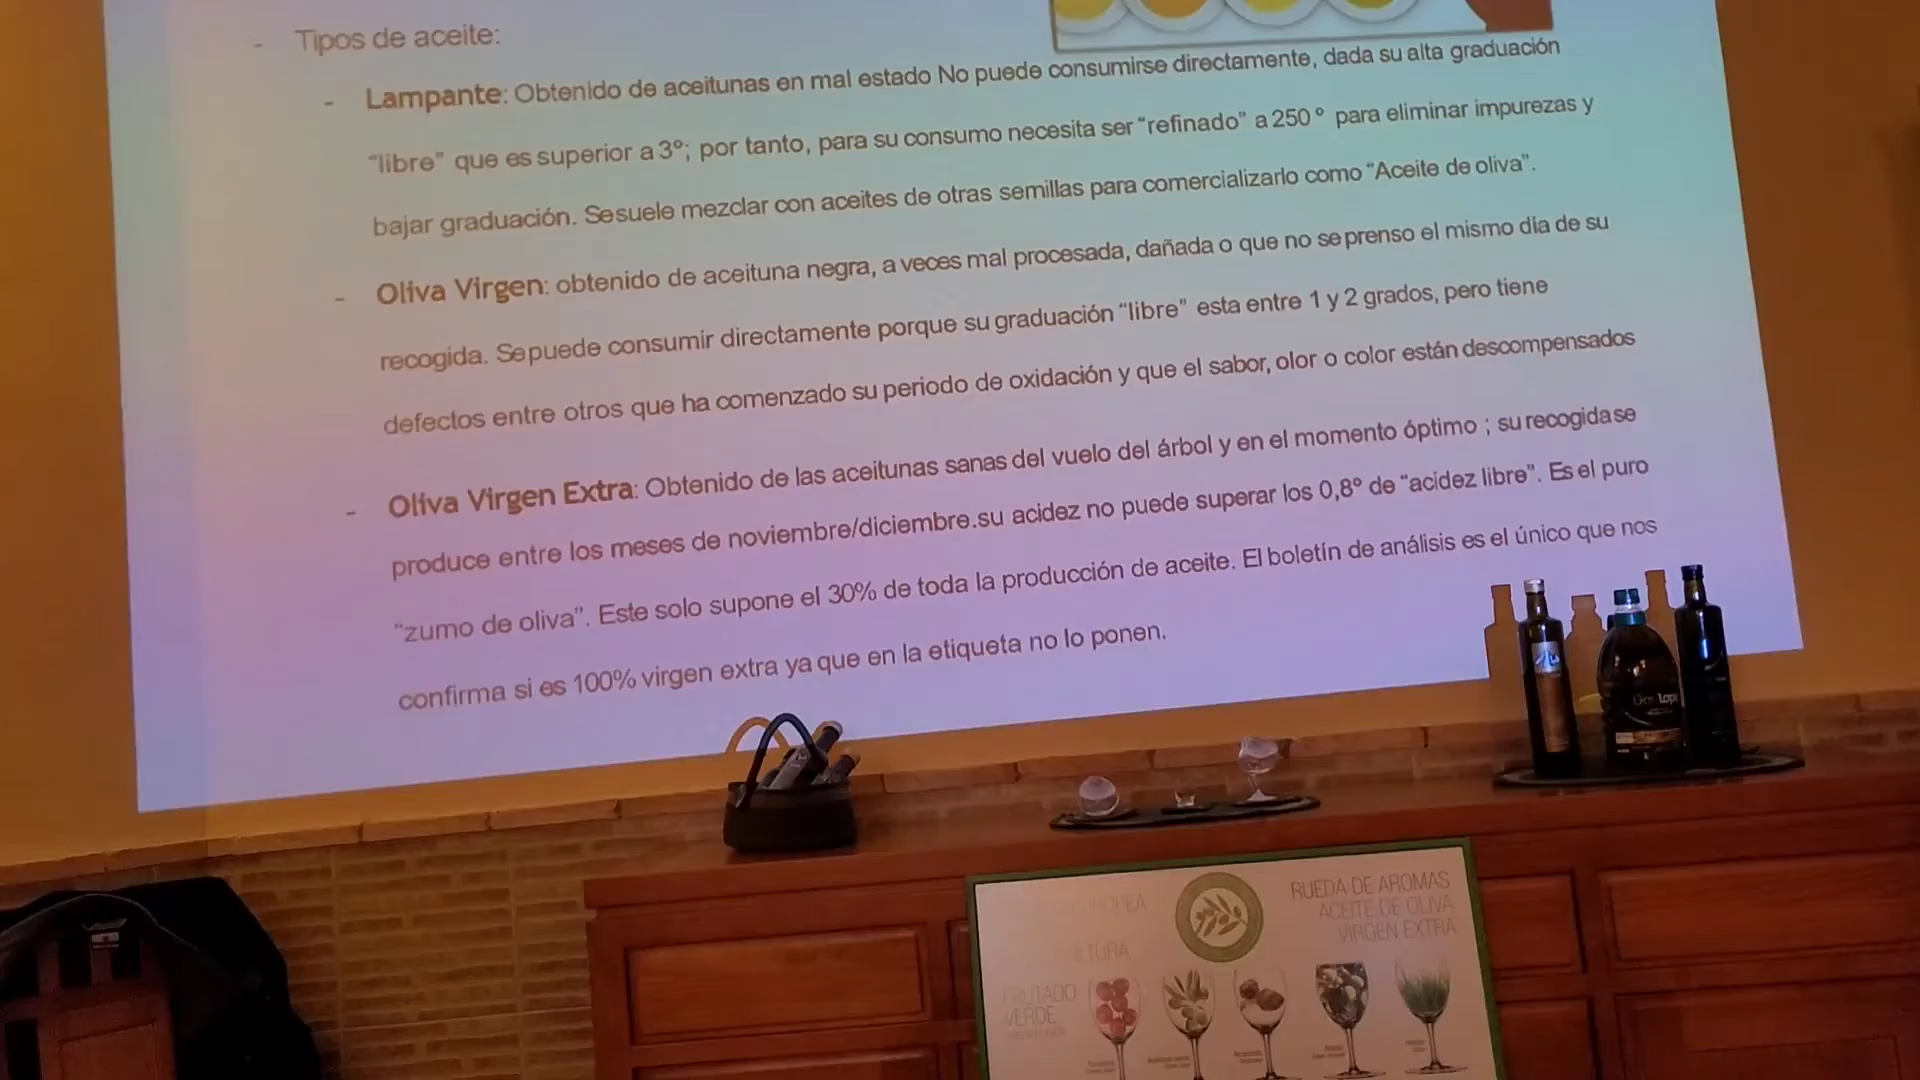 - Tipos de aceite:
- Lampante: Obtenido de aceitunas en mal estado No puede consumirse directamente, dada su alta graduación
“libre” que es superior a 3º; por tanto, para su consumo necesita ser “refinado” a 250 º para eliminar impurezas y
bajar graduación. Se suele mezclar con aceites de otras semillas para comercializarlo como “Aceite de oliva”.
- Oliva Virgen: obtenido de aceituna negra, a veces mal procesada, dañada o que no se prenso el mismo día de su
recogida. Se puede consumir directamente porque su graduación “libre” esta entre 1 y 2 grados, pero tiene
defectos entre otros que ha comenzado su periodo de oxidación y que el sabor, olor o color están descompensados
- Oliva Virgen Extra: Obtenido de las aceitunas sanas del vuelo del árbol y en el momento óptimo ; su recogida se
produce entre los meses de noviembre/diciembre.su acidez no puede superar los 0,8º de “acidez libre”. Es el puro
“zumo de oliva”. Este solo supone el 30% de toda la producción de aceite. El boletín de análisis es el único que nos
confirma si es 100% virgen extra ya que en la etiqueta no lo ponen.
RUEDA DE AROMAS
ACEITE DE OLIVA
VIRGEN EXTRA
FRUTADO
VERDE